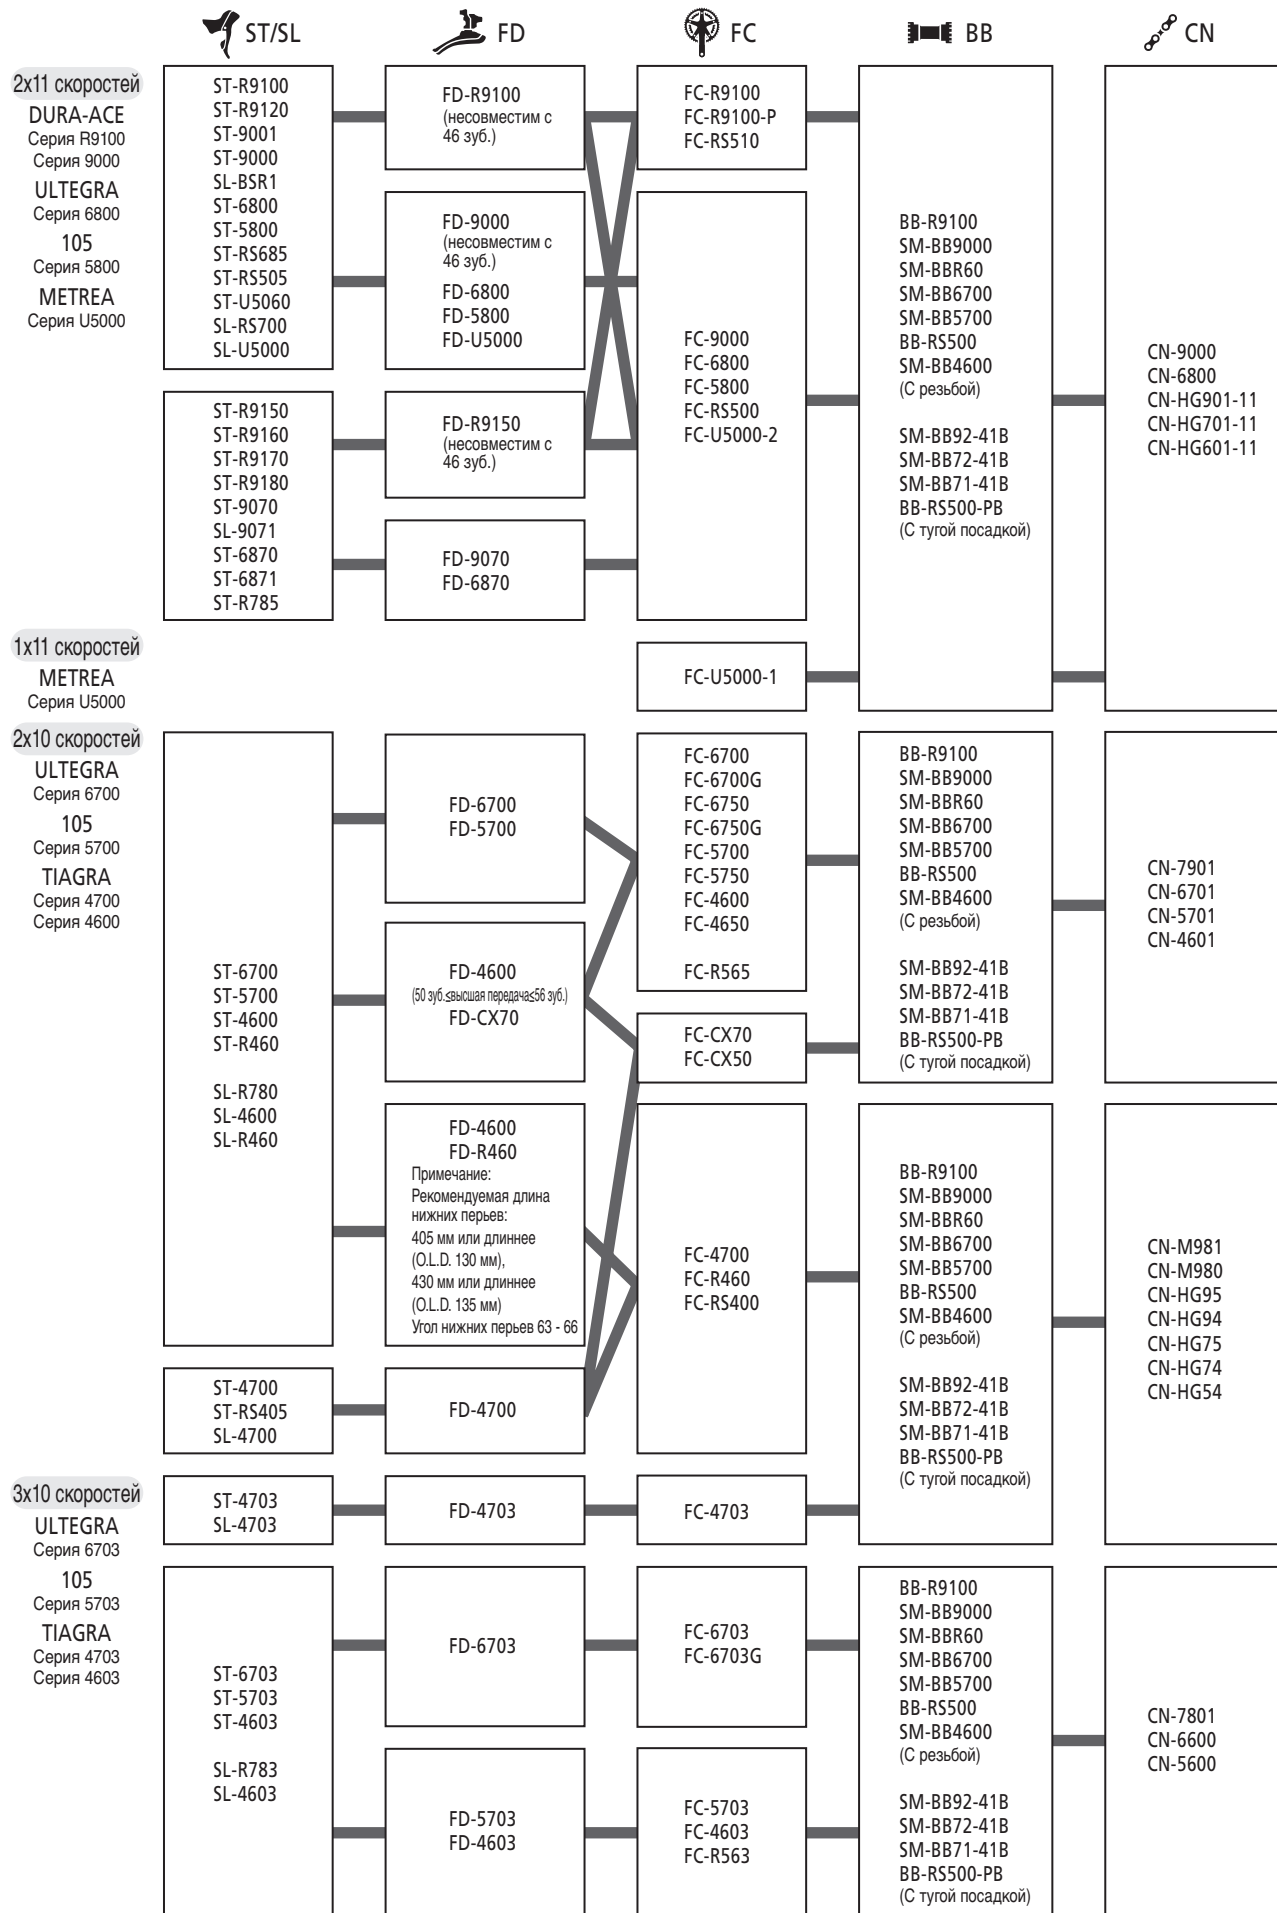 ST/SL
FD
FC
BB
CN
2x11 скоростей
DURA-ACE
Серия R9100
Серия 9000
ULTEGRA
Серия 6800
105
Серия 5800
METREA
Серия U5000
ST-R9100
ST-R9120
ST-9001
ST-9000
SL-BSR1
ST-6800
ST-5800
ST-RS685
ST-RS505
ST-U5060
SL-RS700
SL-U5000
ST-R9150
ST-R9160
ST-R9170
ST-R9180
ST-9070
SL-9071
ST-6870
ST-6871
ST-R785
FD-R9100
(несовместим с
46 зуб.)
FD-9000
(несовместим с
46 зуб.)
FD-6800
FD-5800
FD-U5000
FD-R9150
(несовместим с
46 зуб.)
FD-9070
FD-6870
FC-R9100
FC-R9100-P
FC-RS510
FC-9000
FC-6800
FC-5800
FC-RS500
FC-U5000-2
BB-R9100
SM-BB9000
SM-BBR60
SM-BB6700
SM-BB5700
BB-RS500
SM-BB4600
(С резьбой)
SM-BB92-41B
SM-BB72-41B
SM-BB71-41B
BB-RS500-PB
(С тугой посадкой)
CN-9000
CN-6800
CN-HG901-11
CN-HG701-11
CN-HG601-11
1x11 скоростей
METREA
Серия U5000
FC-U5000-1
2x10 скоростей
ULTEGRA
Серия 6700
105
Серия 5700
TIAGRA
Серия 4700
Серия 4600
ST-6700
ST-5700
ST-4600
ST-R460
SL-R780
SL-4600
SL-R460
ST-4700
ST-RS405
SL-4700
FD-6700
FD-5700
FD-4600
(50 зуб.≤высшая передача≤56 зуб.)
FD-CX70
FD-4600
FD-R460
Примечание:
Рекомендуемая длина
нижних перьев:
405 мм или длиннее
(O.L.D. 130 мм),
430 мм или длиннее
(O.L.D. 135 мм)
Угол нижних перьев 63 - 66
FD-4700
FC-6700
FC-6700G
FC-6750
FC-6750G
FC-5700
FC-5750
FC-4600
FC-4650
FC-R565
FC-CX70
FC-CX50
FC-4700
FC-R460
FC-RS400
BB-R9100
SM-BB9000
SM-BBR60
SM-BB6700
SM-BB5700
BB-RS500
SM-BB4600
(С резьбой)
SM-BB92-41B
SM-BB72-41B
SM-BB71-41B
BB-RS500-PB
(С тугой посадкой)
CN-7901
CN-6701
CN-5701
CN-4601
BB-R9100
SM-BB9000
SM-BBR60
SM-BB6700
SM-BB5700
BB-RS500
SM-BB4600
(С резьбой)
SM-BB92-41B
SM-BB72-41B
SM-BB71-41B
BB-RS500-PB
(С тугой посадкой)
CN-M981
CN-M980
CN-HG95
CN-HG94
CN-HG75
CN-HG74
CN-HG54
3x10 скоростей
ULTEGRA
Серия 6703
105
Серия 5703
TIAGRA
Серия 4703
Серия 4603
ST-4703
SL-4703
FD-4703
FC-4703
ST-6703
ST-5703
ST-4603
SL-R783
SL-4603
FD-6703
FD-5703
FD-4603
FC-6703
FC-6703G
FC-5703
FC-4603
FC-R563
BB-R9100
SM-BB9000
SM-BBR60
SM-BB6700
SM-BB5700
BB-RS500
SM-BB4600
(С резьбой)
SM-BB92-41B
SM-BB72-41B
SM-BB71-41B
BB-RS500-PB
(С тугой посадкой)
CN-7801
CN-6600
CN-5600